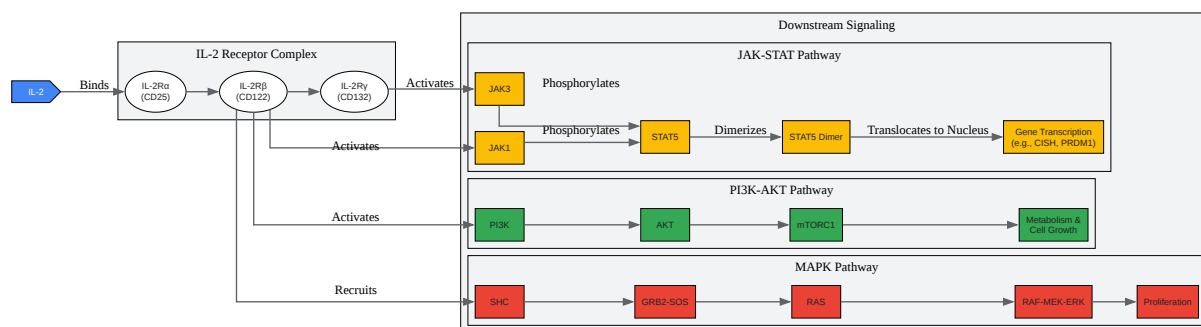 Downstream Signaling
IL-2 Receptor Complex
JAK-STAT Pathway
IL-2
Binds
IL-2Rα
(CD25)
IL-2Rβ
(CD122)
IL-2Rγ
(CD132)
Activates
JAK3
Phosphorylates
Activates
JAK1
Phosphorylates
STAT5
Dimerizes
STAT5 Dimer
Translocates to Nucleus
Gene Transcription
(e.g., CISH, PRDM1)
PI3K-AKT Pathway
Activates
PI3K
AKT
mTORC1
Metabolism &
Cell Growth
MAPK Pathway
Recruits
SHC
GRB2-SOS
RAS
RAF-MEK-ERK
Proliferation